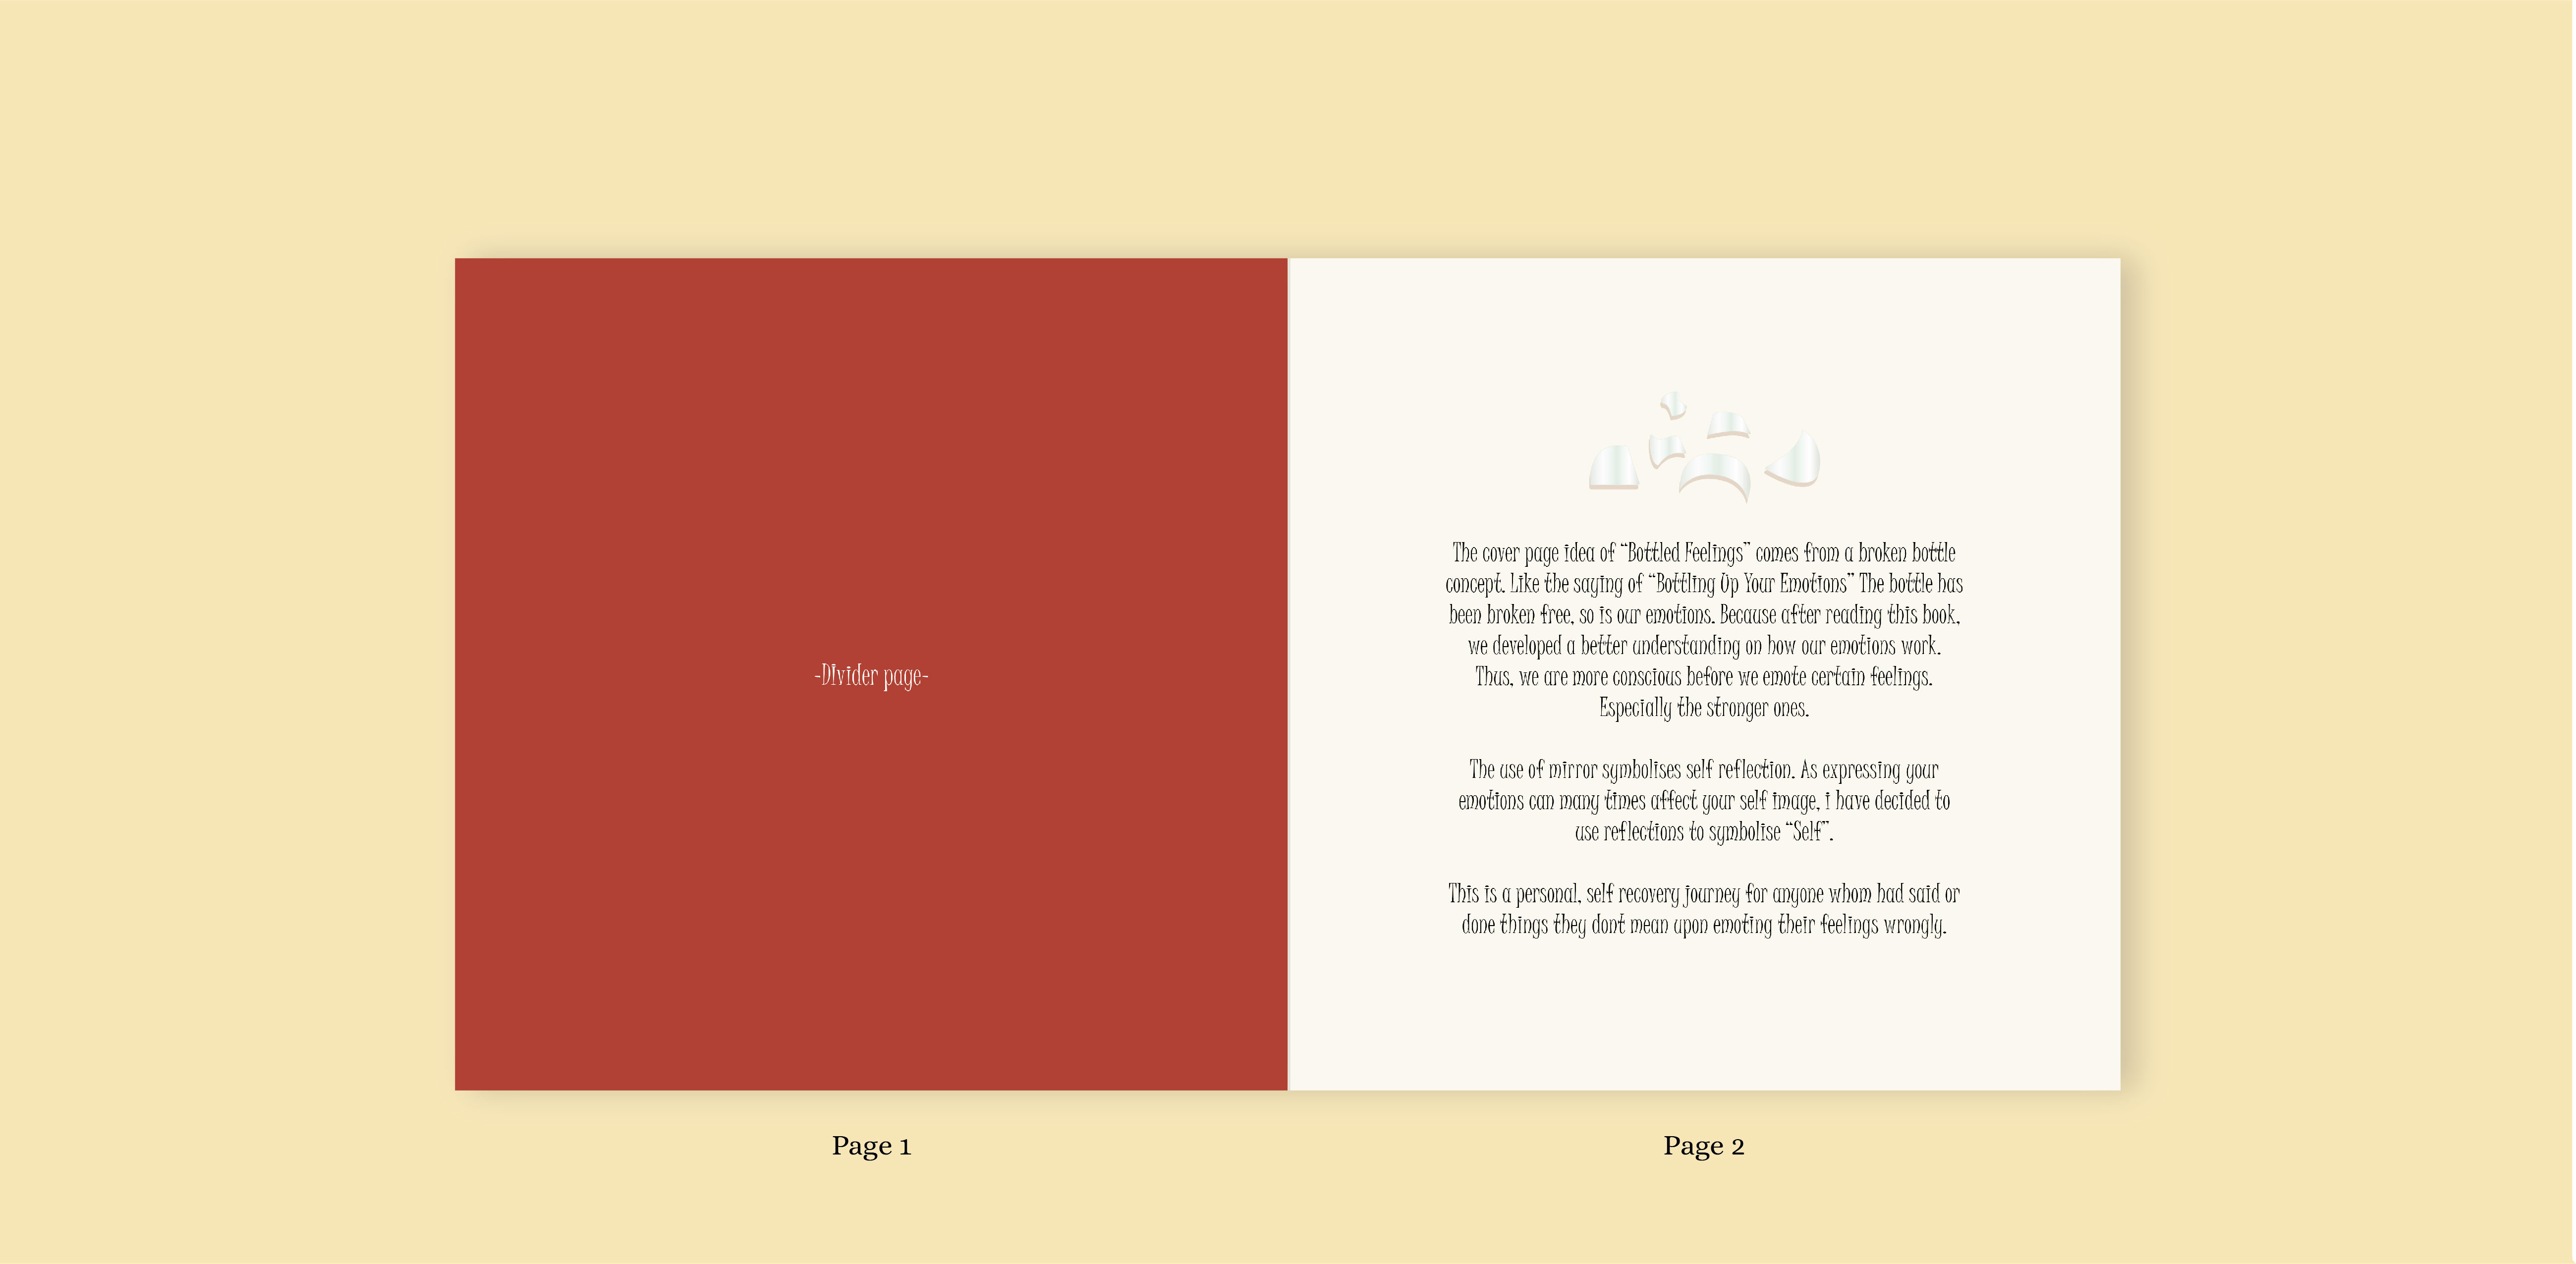 -Divider page-
The cover page idea of “Bottled Feelings” comes from a broken bottle
concept. Like the saying of “Bottling Up Your Emotions” The bottle has
been broken free, so is our emotions. Because after reading this book,
we developed a better understanding on how our emotions work.
Thus, we are more conscious before we emote certain feelings.
Especially the stronger ones.
The use of mirror symbolises self reflection. As expressing your
emotions can many times affect your self image, i have decided to
use reflections to symbolise “Self”.
This is a personal, self recovery journey for anyone whom had said or
done things they dont mean upon emoting their feelings wrongly.
Page 1
Page 2